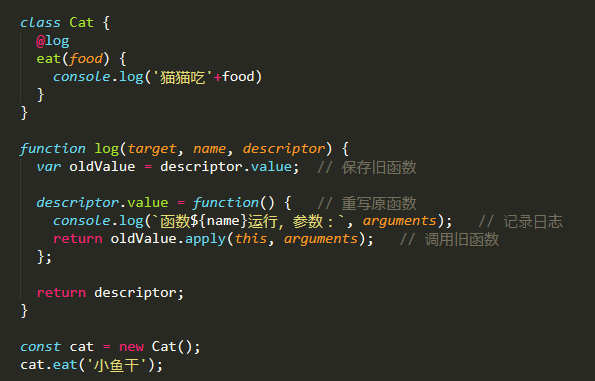 class Cat {
  @log
  eat(food) {
    console.log('猫猫吃'+food)
  }
}

function log(target, name, descriptor) {
  var oldValue = descriptor.value;  // 保存旧函数

  descriptor.value = function() {   // 重写原函数
    console.log(`函数${name}运行，参数：`, arguments);   // 记录日志
    return oldValue.apply(this, arguments);   // 调用旧函数
  };

  return descriptor;
}

const cat = new Cat();
cat.eat('小鱼干');